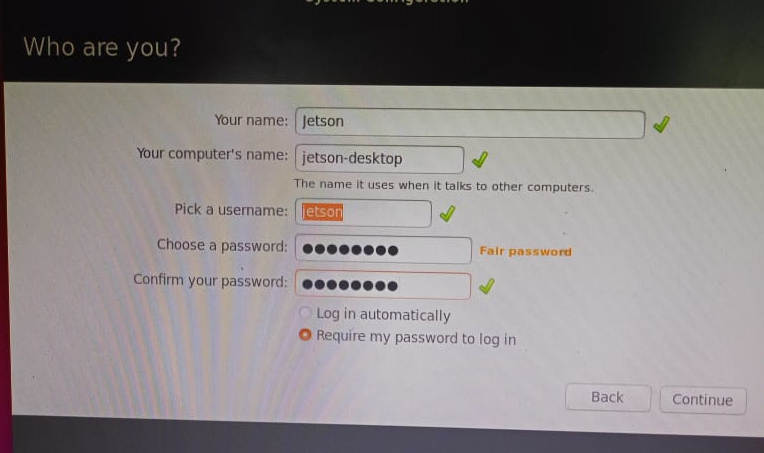 System Configuration
Who are you?
Your name: Jetson
Your computer's name: jetson-desktop
The name it uses when it talks to other computers.
Pick a username: jetson
Choose a password: ●●●●●●●● Fair password
Confirm your password: ●●●●●●●●
Log in automatically
Require my password to log in
Back Continue